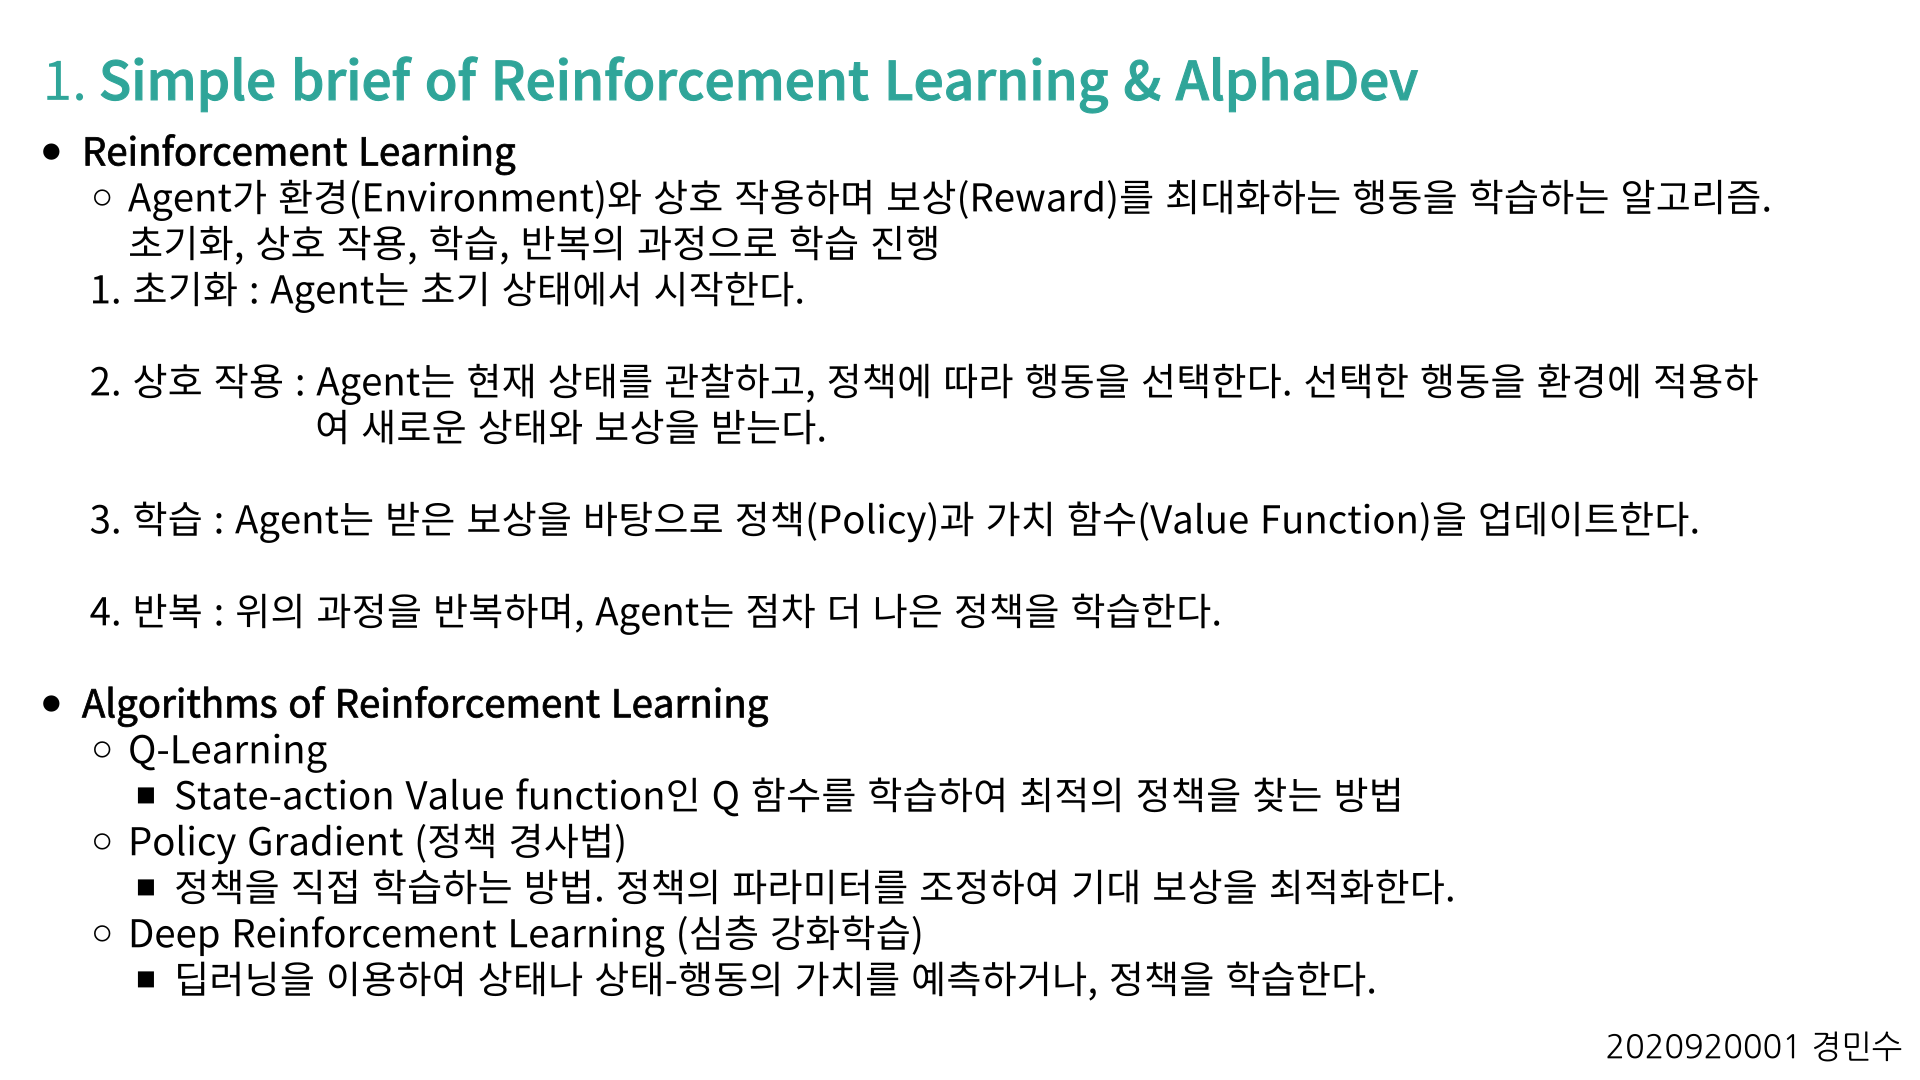 1. Simple brief of Reinforcement Learning & AlphaDev
● Reinforcement Learning
○ Agent가 환경(Environment)와 상호 작용하며 보상(Reward)를 최대화하는 행동을 학습하는 알고리즘.
초기화, 상호 작용, 학습, 반복의 과정으로 학습 진행
1. 초기화 : Agent는 초기 상태에서 시작한다.
2. 상호 작용 : Agent는 현재 상태를 관찰하고, 정책에 따라 행동을 선택한다. 선택한 행동을 환경에 적용하
여 새로운 상태와 보상을 받는다.
3. 학습 : Agent는 받은 보상을 바탕으로 정책(Policy)과 가치 함수(Value Function)을 업데이트한다.
4. 반복 : 위의 과정을 반복하며, Agent는 점차 더 나은 정책을 학습한다.
● Algorithms of Reinforcement Learning
○ Q-Learning
■ State-action Value function인 Q 함수를 학습하여 최적의 정책을 찾는 방법
○ Policy Gradient (정책 경사법)
■ 정책을 직접 학습하는 방법. 정책의 파라미터를 조정하여 기대 보상을 최적화한다.
○ Deep Reinforcement Learning (심층 강화학습)
■ 딥러닝을 이용하여 상태나 상태-행동의 가치를 예측하거나, 정책을 학습한다.
2020920001 경민수